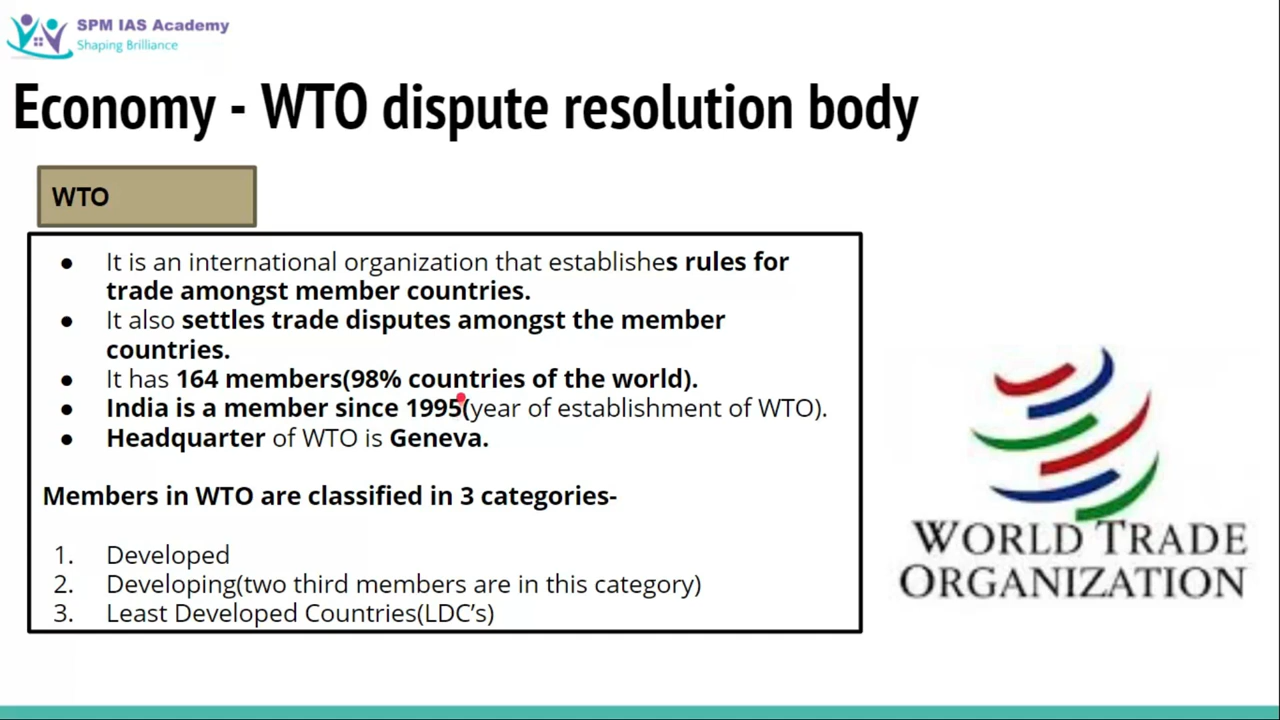 SPM IAS Academy
Shaping Brilliance
Economy - WTO dispute resolution body
WTO
● It is an international organization that establishes rules for
trade amongst member countries.
● It also settles trade disputes amongst the member
countries.
● It has 164 members(98% countries of the world).
● India is a member since 1995(year of establishment of WTO).
● Headquarter of WTO is Geneva.
Members in WTO are classified in 3 categories-
1. Developed
2. Developing(two third members are in this category)
3. Least Developed Countries(LDC’s)
WORLD TRADE
ORGANIZATION